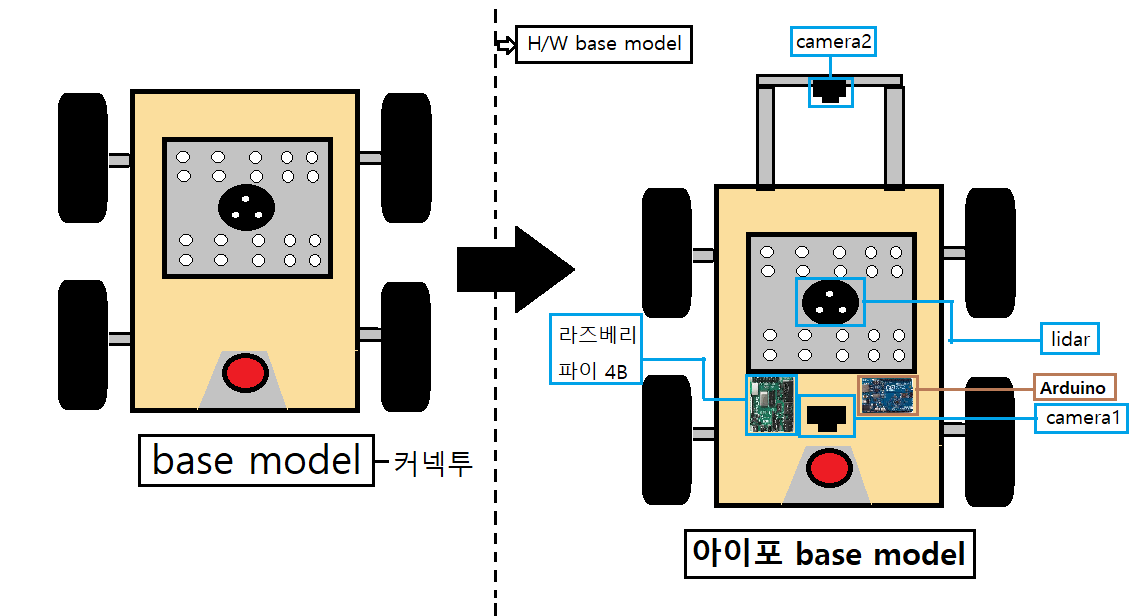 H/W base model
camera2
라즈베리
파이 4B
lidar
Arduino
camera1
base model
커넥투
아이포 base model